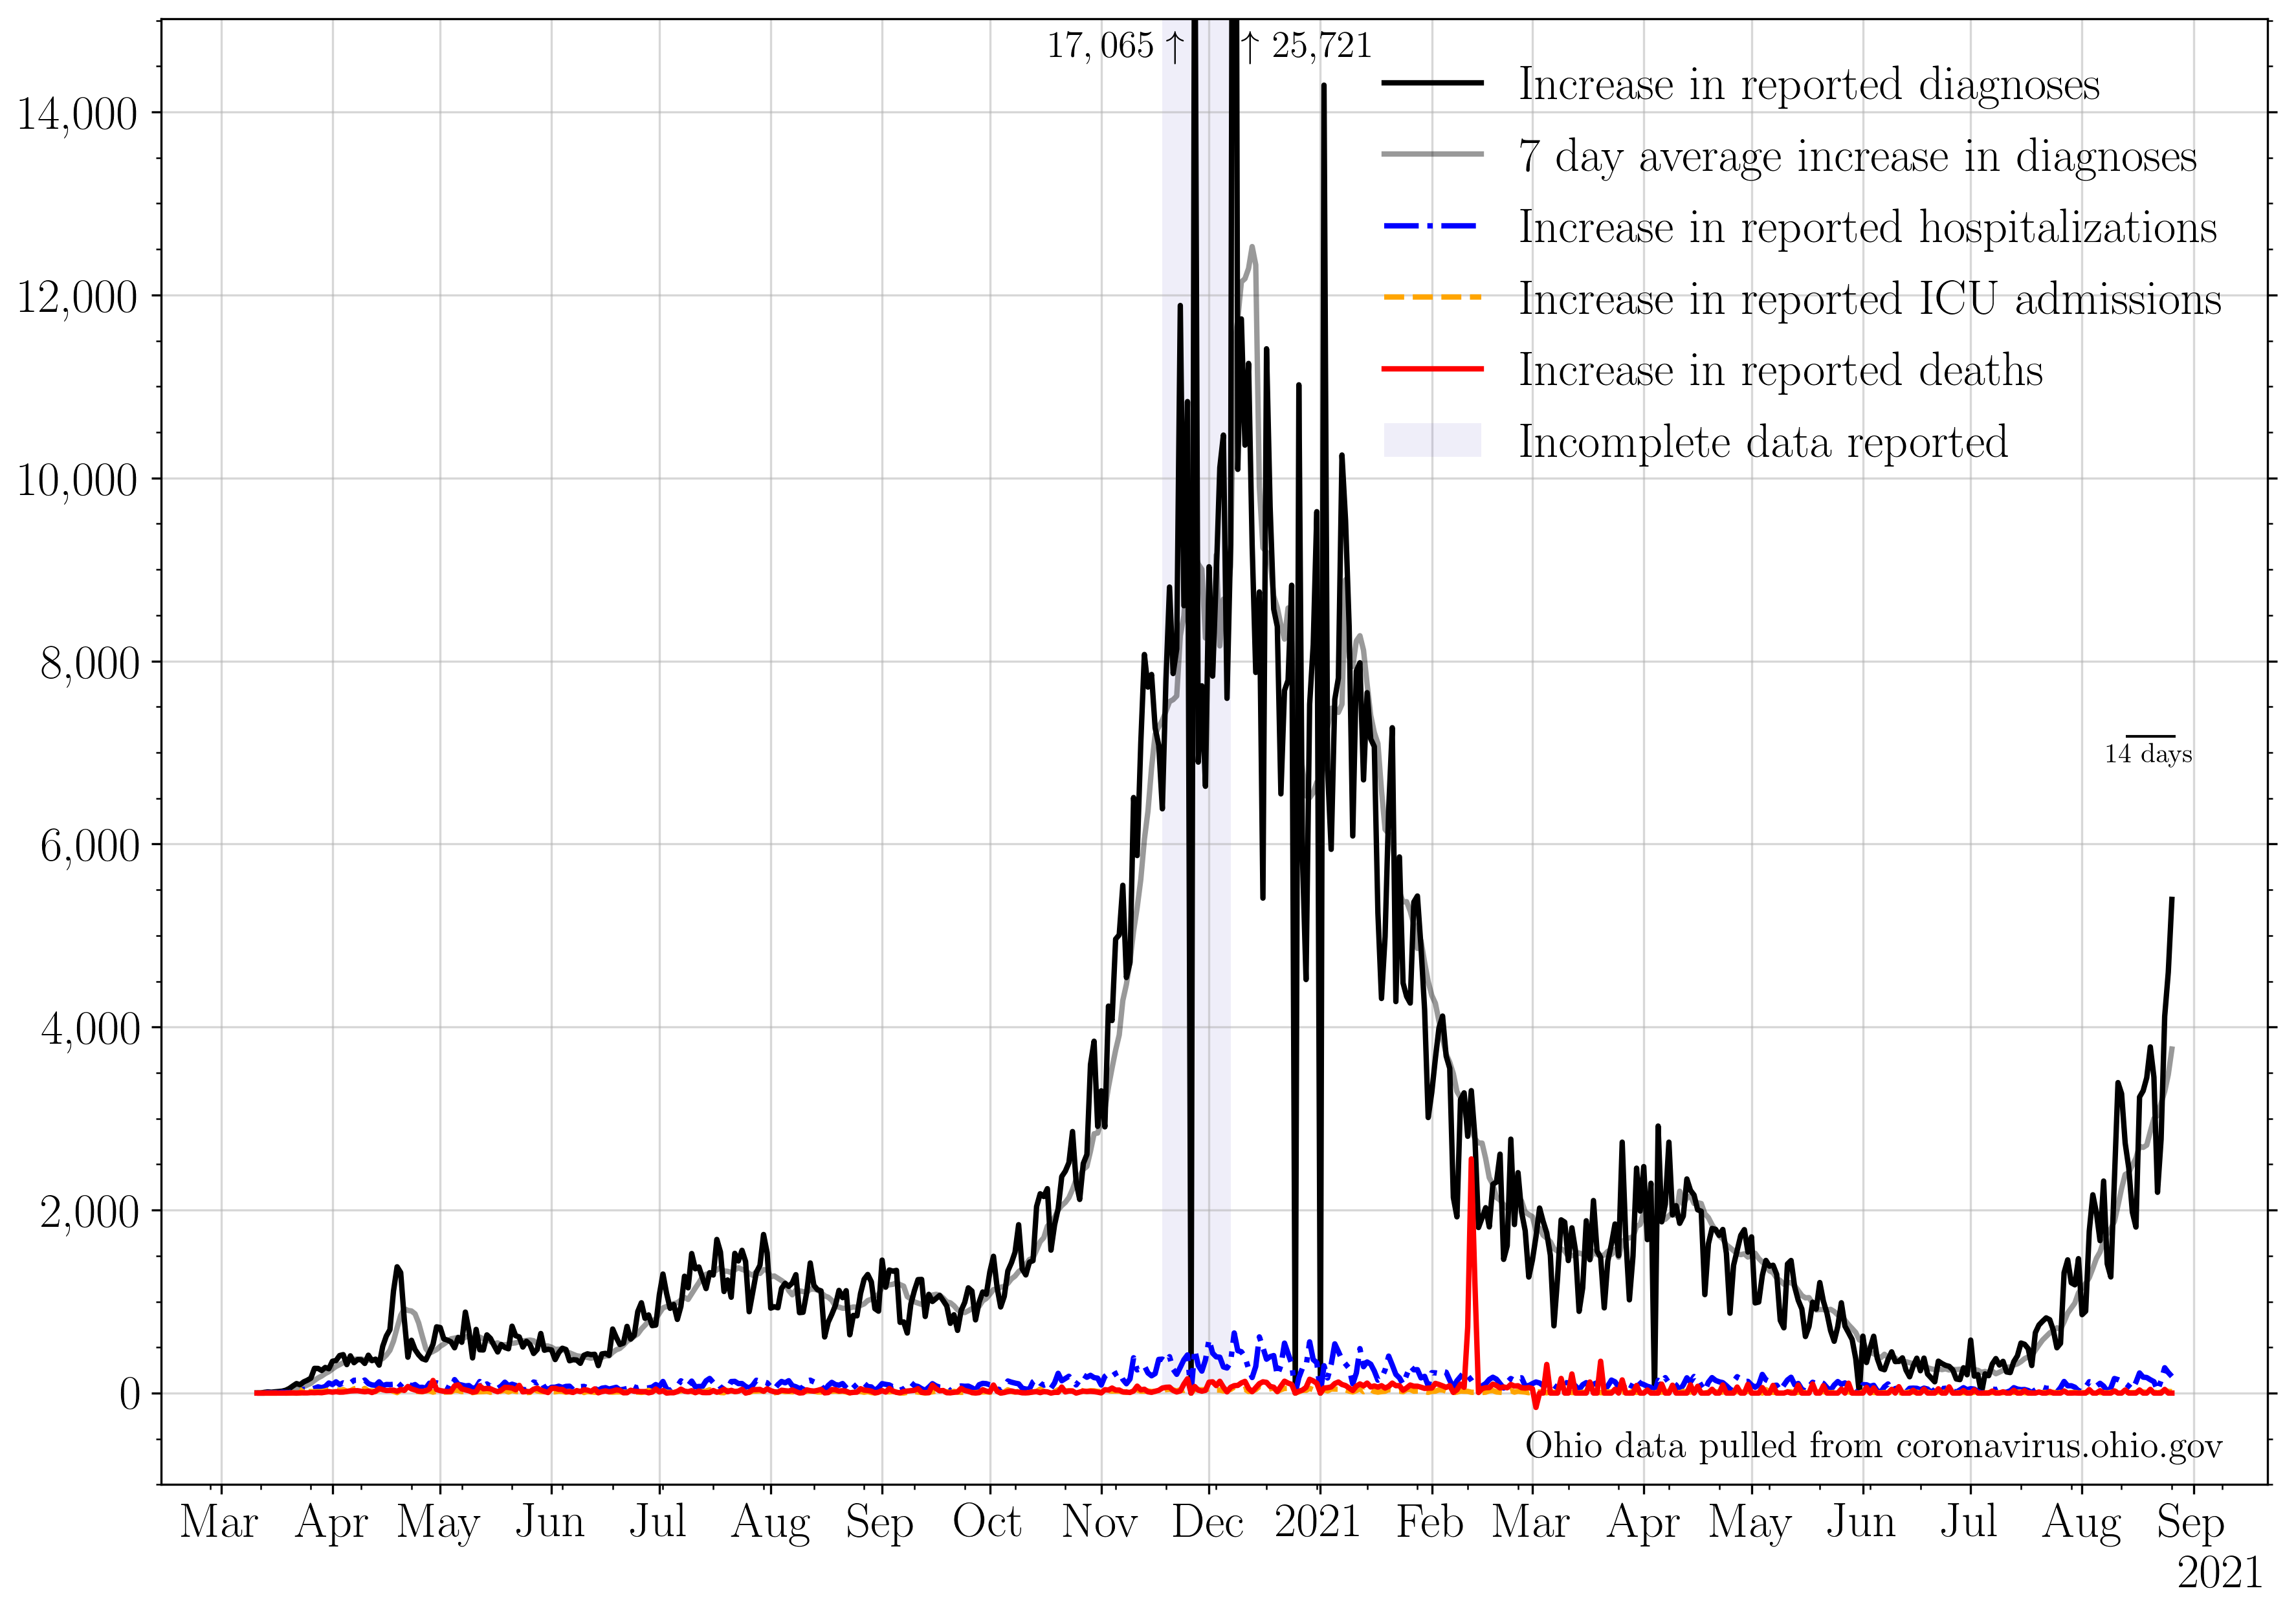 17,065 ↑ ↑ 25,721
Increase in reported diagnoses
7 day average increase in diagnoses
Increase in reported hospitalizations
Increase in reported ICU admissions
Increase in reported deaths
Incomplete data reported
14,000
12,000
10,000
8,000
6,000
4,000
2,000
0
14 days
Ohio data pulled from coronavirus.ohio.gov
Mar Apr May Jun Jul Aug Sep Oct Nov Dec 2021 Feb Mar Apr May Jun Jul Aug Sep
2021